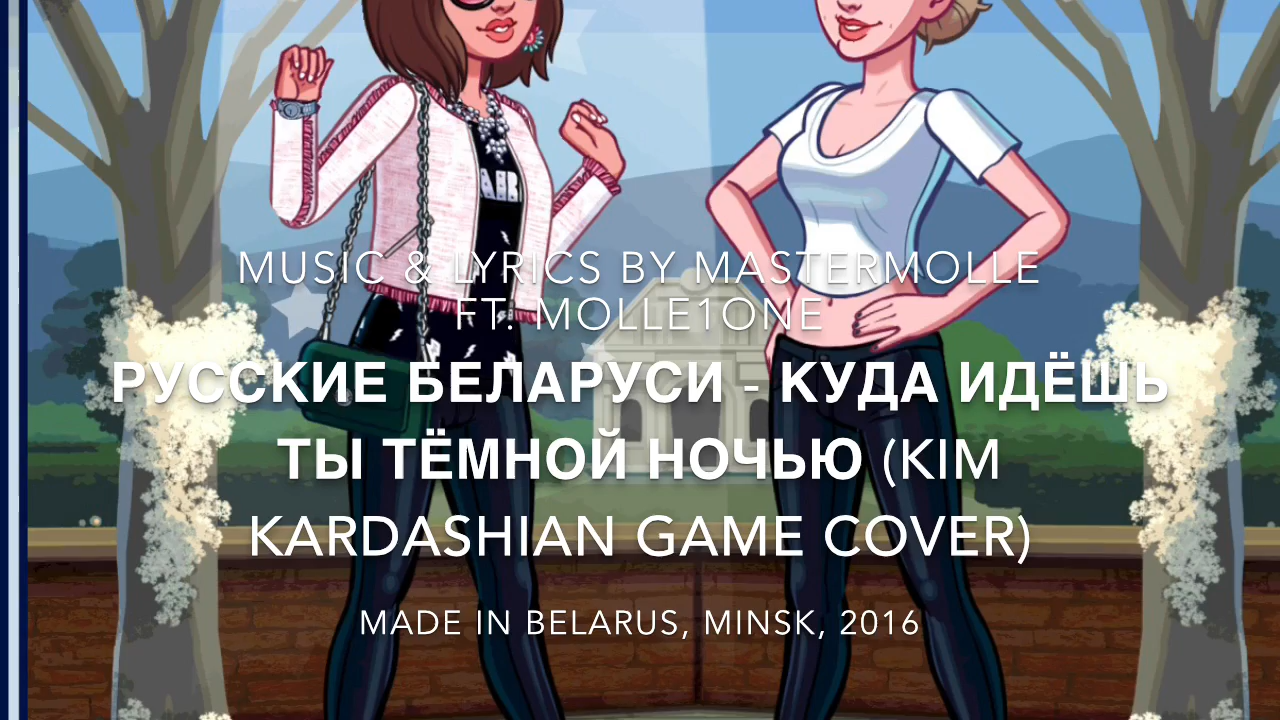 MUSIC & LYRICS BY MASTERMOLLE
FT. MOLLE1ONE
РУССКИЕ БЕЛАРУСИ - КУДА ИДЁШЬ
ТЫ ТЁМНОЙ НОЧЬЮ (KIM
KARDASHIAN GAME COVER)
MADE IN BELARUS, MINSK, 2016